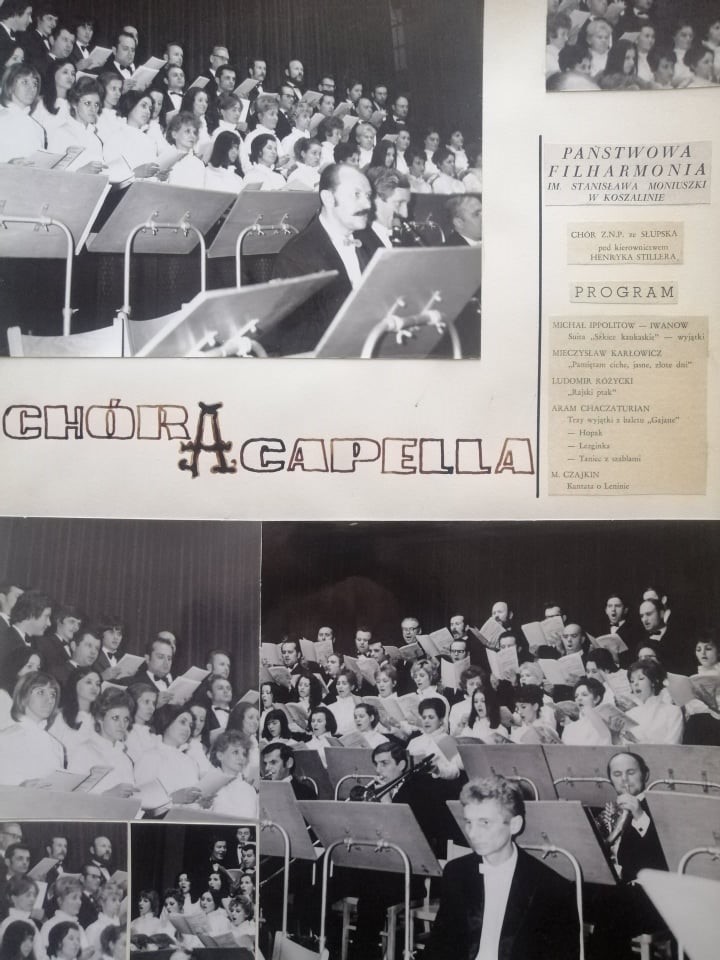 PAŃSTWOWA
FILHARMONIA
IM. STANISŁAWA MONIUSZKI
W KOSZALINIE
CHÓR Z.N.P. ze SŁUPSKA
pod kierownictwem
HENRYKA STILLERA
PROGRAM
MICHAŁ IPPOLITOW — IWANOW
Suita „Szkice kaukaskie" — wyjątki
MIECZYSŁAW KARŁOWICZ
„Pamiętam ciche, jasne, złote dni"
LUDOMIR RÓŻYCKI
„Rajski ptak"
ARAM CHACZATURIAN
Trzy wyjątki z baletu „Gajane"
— Hopak
— Lezginka
— Taniec z szablami
M. CZAJKIN
Kantata o Leninie
CHÓR A CAPELLA